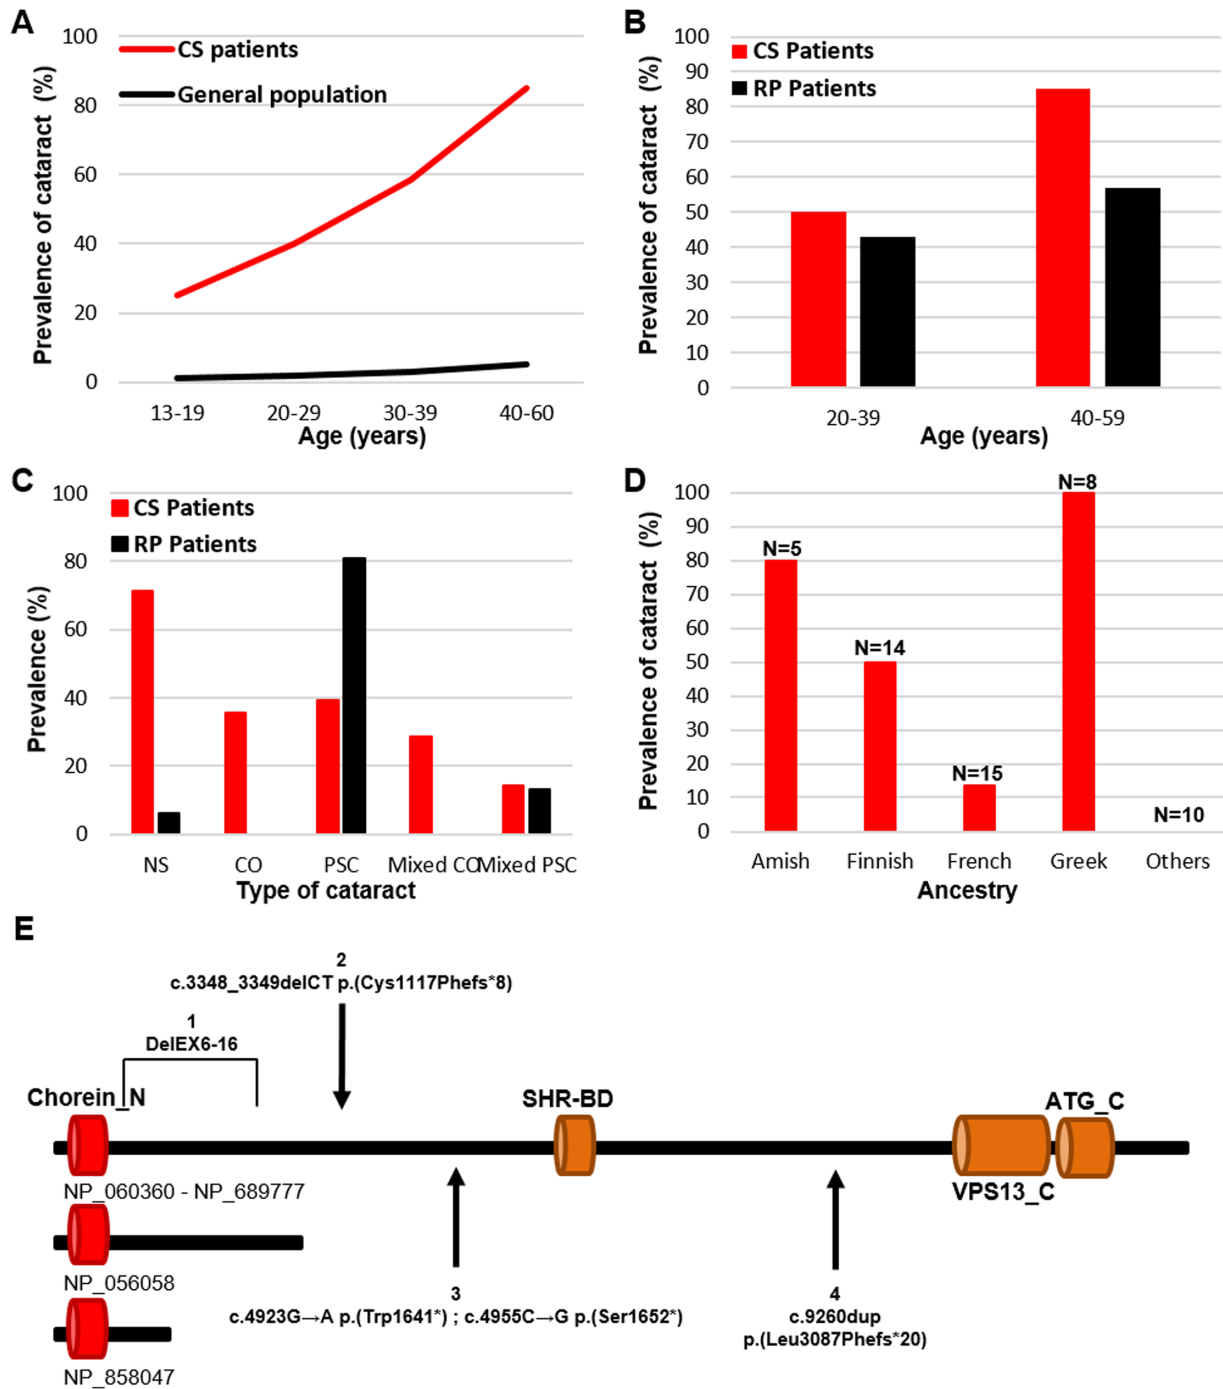 A
100
80
60
40
20
0
Prevalence of cataract (%)
CS patients
General population
13-19
20-29
30-39
40-60
Age (years)
B
100
90
80
70
60
50
40
30
20
10
0
Prevalence of cataract (%)
CS Patients
RP Patients
20-39
40-59
Age (years)
C
100
80
60
40
20
0
Prevalence (%)
CS Patients
RP Patients
NS
CO
PSC
Mixed CO
Mixed PSC
Type of cataract
D
100
90
80
70
60
50
40
30
20
10
0
Prevalence of cataract (%)
N=5
N=14
N=15
N=8
N=10
Amish
Finnish
French
Greek
Others
Ancestry
E
2
c.3348_3349delCT p.(Cys1117Phefs*8)
1
DelEX6-16
Chorein_N
SHR-BD
ATG_C
VPS13_C
NP_060360 - NP_689777
NP_056058
NP_858047
3
c.4923G→A p.(Trp1641*) ; c.4955C→G p.(Ser1652*)
4
c.9260dup
p.(Leu3087Phefs*20)